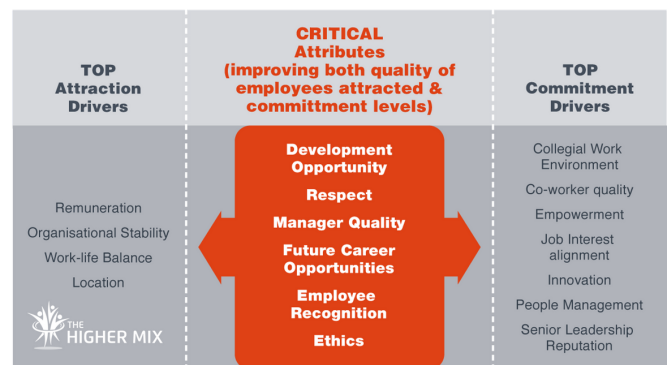 TOP
Attraction
Drivers
Remuneration
Organisational Stability
Work-life Balance
Location
THE
HIGHER MIX
CRITICAL
Attributes
(improving both quality of
employees attracted &
committment levels)
Development
Opportunity
Respect
Manager Quality
Future Career
Opportunities
Employee
Recognition
Ethics
TOP
Commitment
Drivers
Collegial Work
Environment
Co-worker quality
Empowerment
Job Interest
alignment
Innovation
People Management
Senior Leadership
Reputation